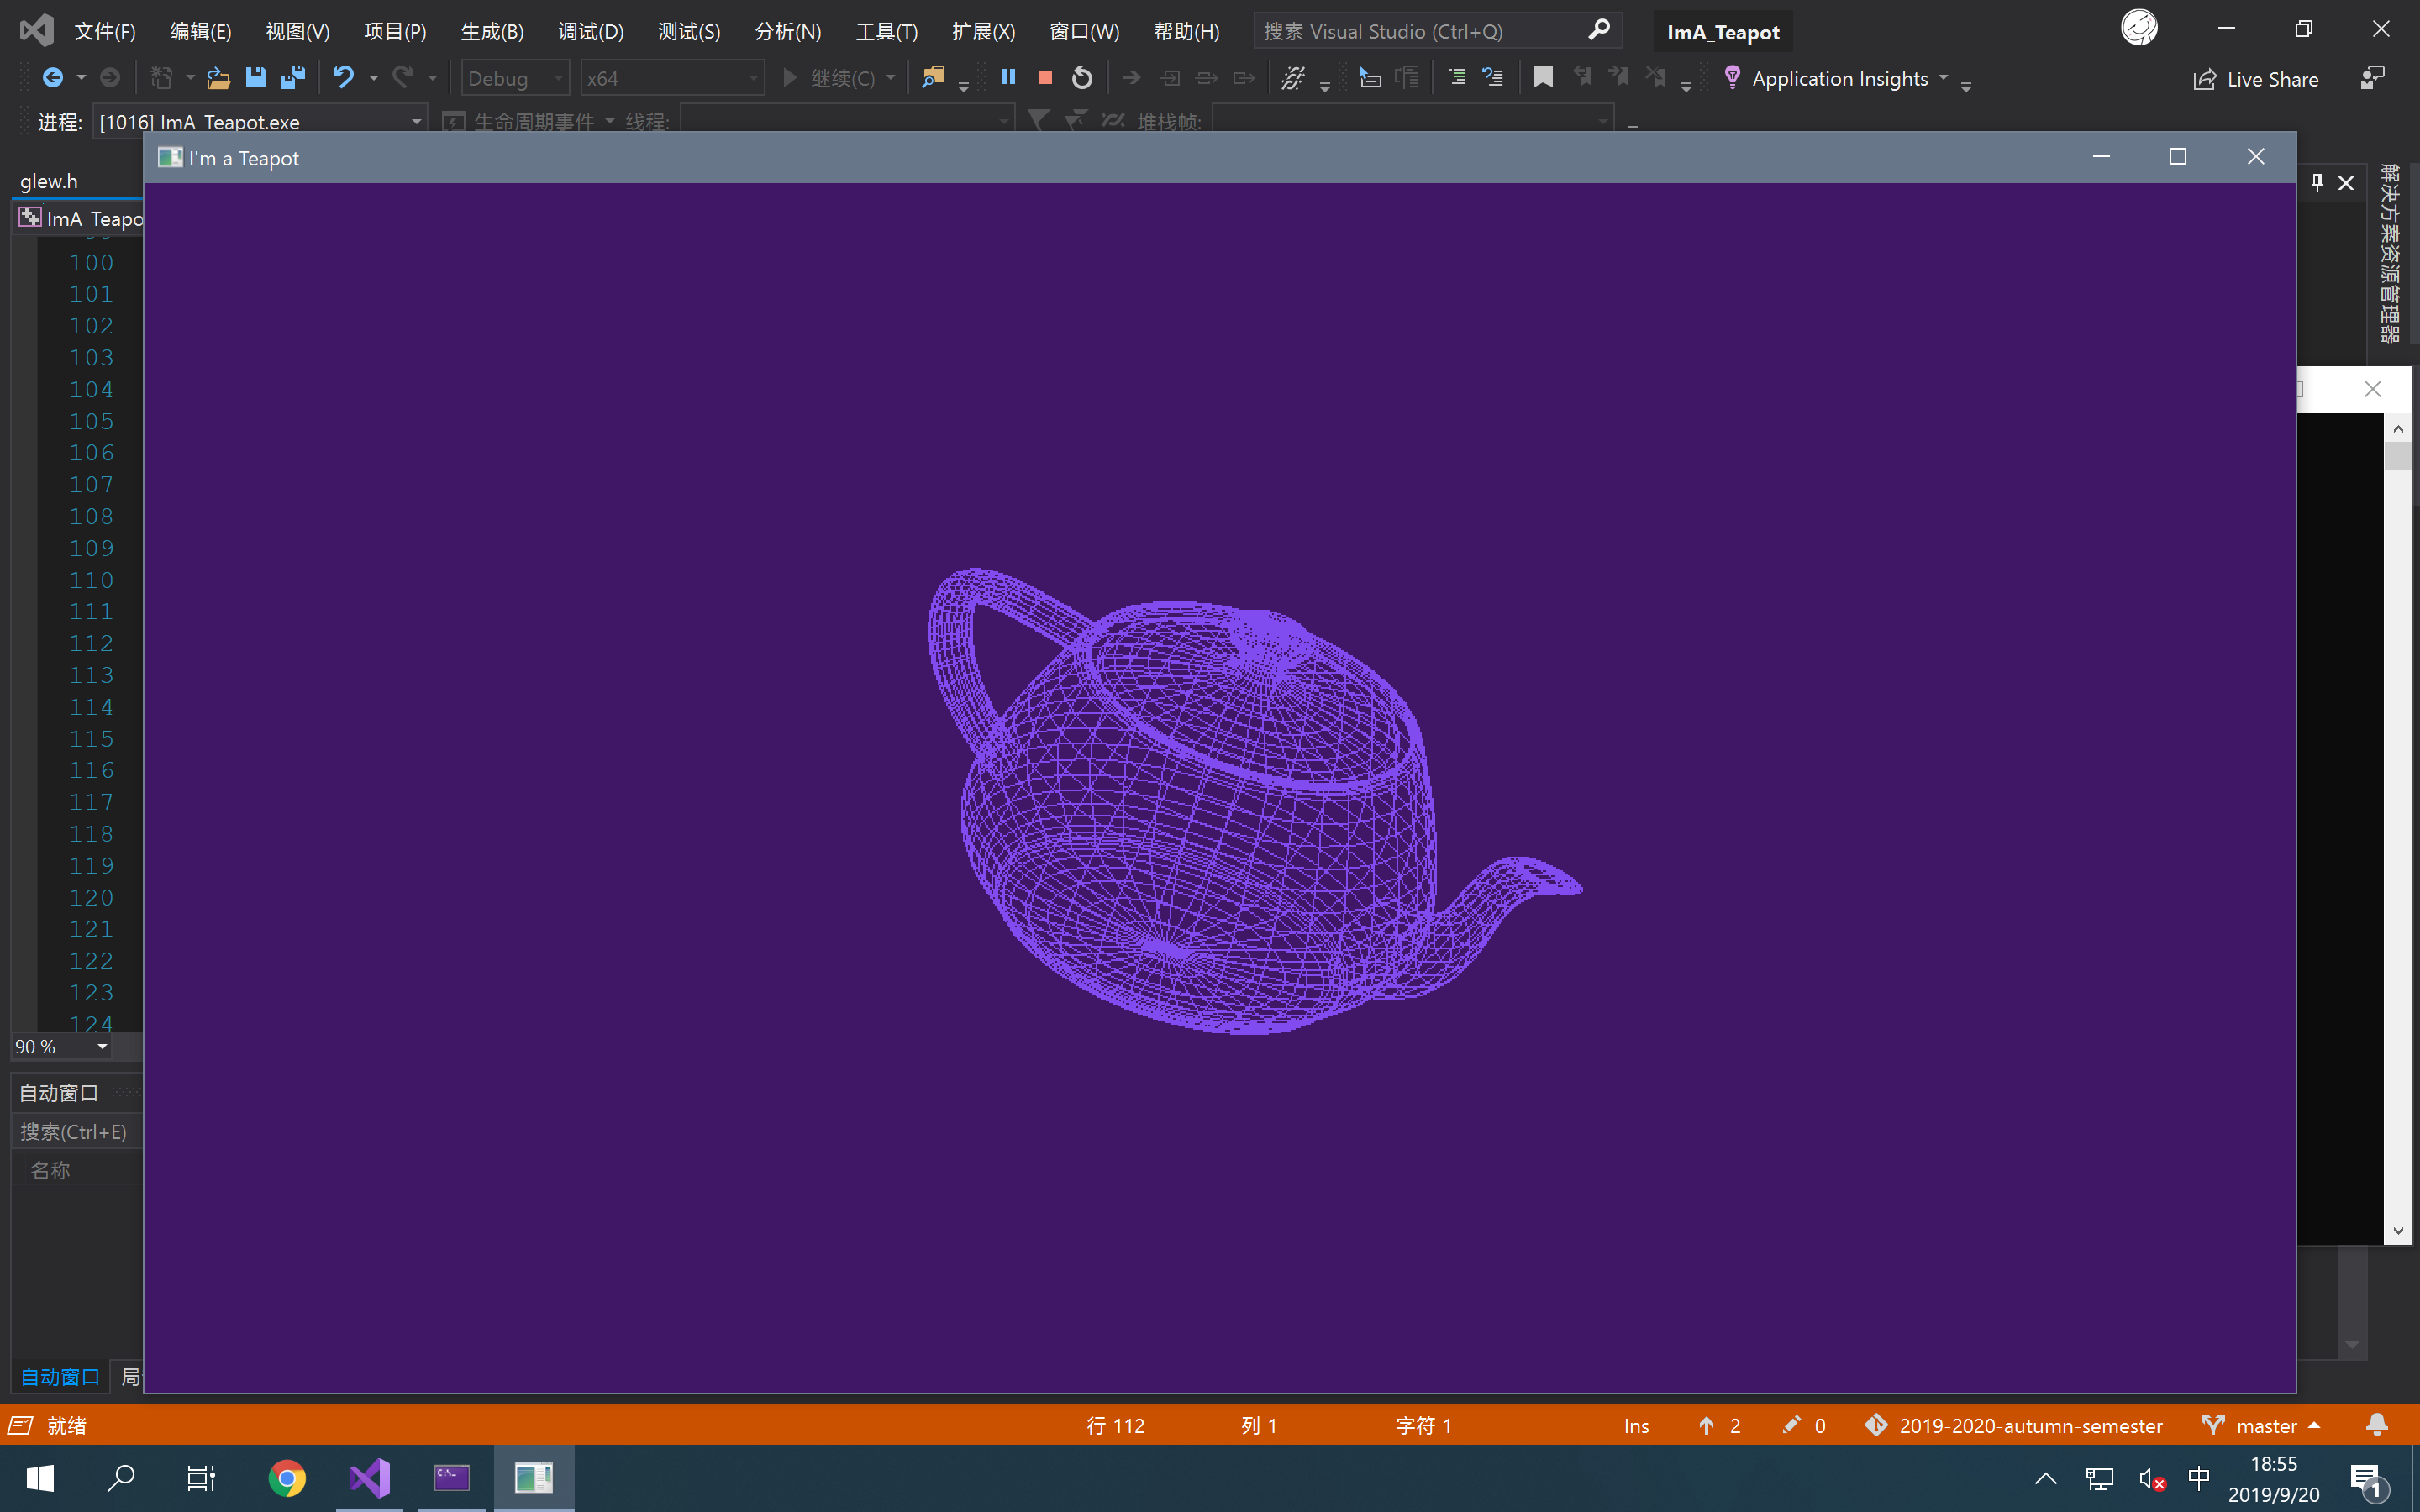 文件(F) 编辑(E) 视图(V) 项目(P) 生成(B) 调试(D) 测试(S) 分析(N) 工具(T) 扩展(X) 窗口(W) 帮助(H) 搜索 Visual Studio (Ctrl+Q) ImA_Teapot
Debug x64 继续(C) Application Insights Live Share
进程: [1016] ImA_Teapot.exe 生命周期事件 线程: 堆栈帧:
I'm a Teapot
glew.h
ImA_Teapo
解决方案资源管理器
100
101
102
103
104
105
106
107
108
109
110
111
112
113
114
115
116
117
118
119
120
121
122
123
124
90 %
自动窗口
搜索(Ctrl+E)
名称
自动窗口 局
就绪 行 112 列 1 字符 1 Ins 2 0 2019-2020-autumn-semester master
C:\.
中 18:55
2019/9/20
1